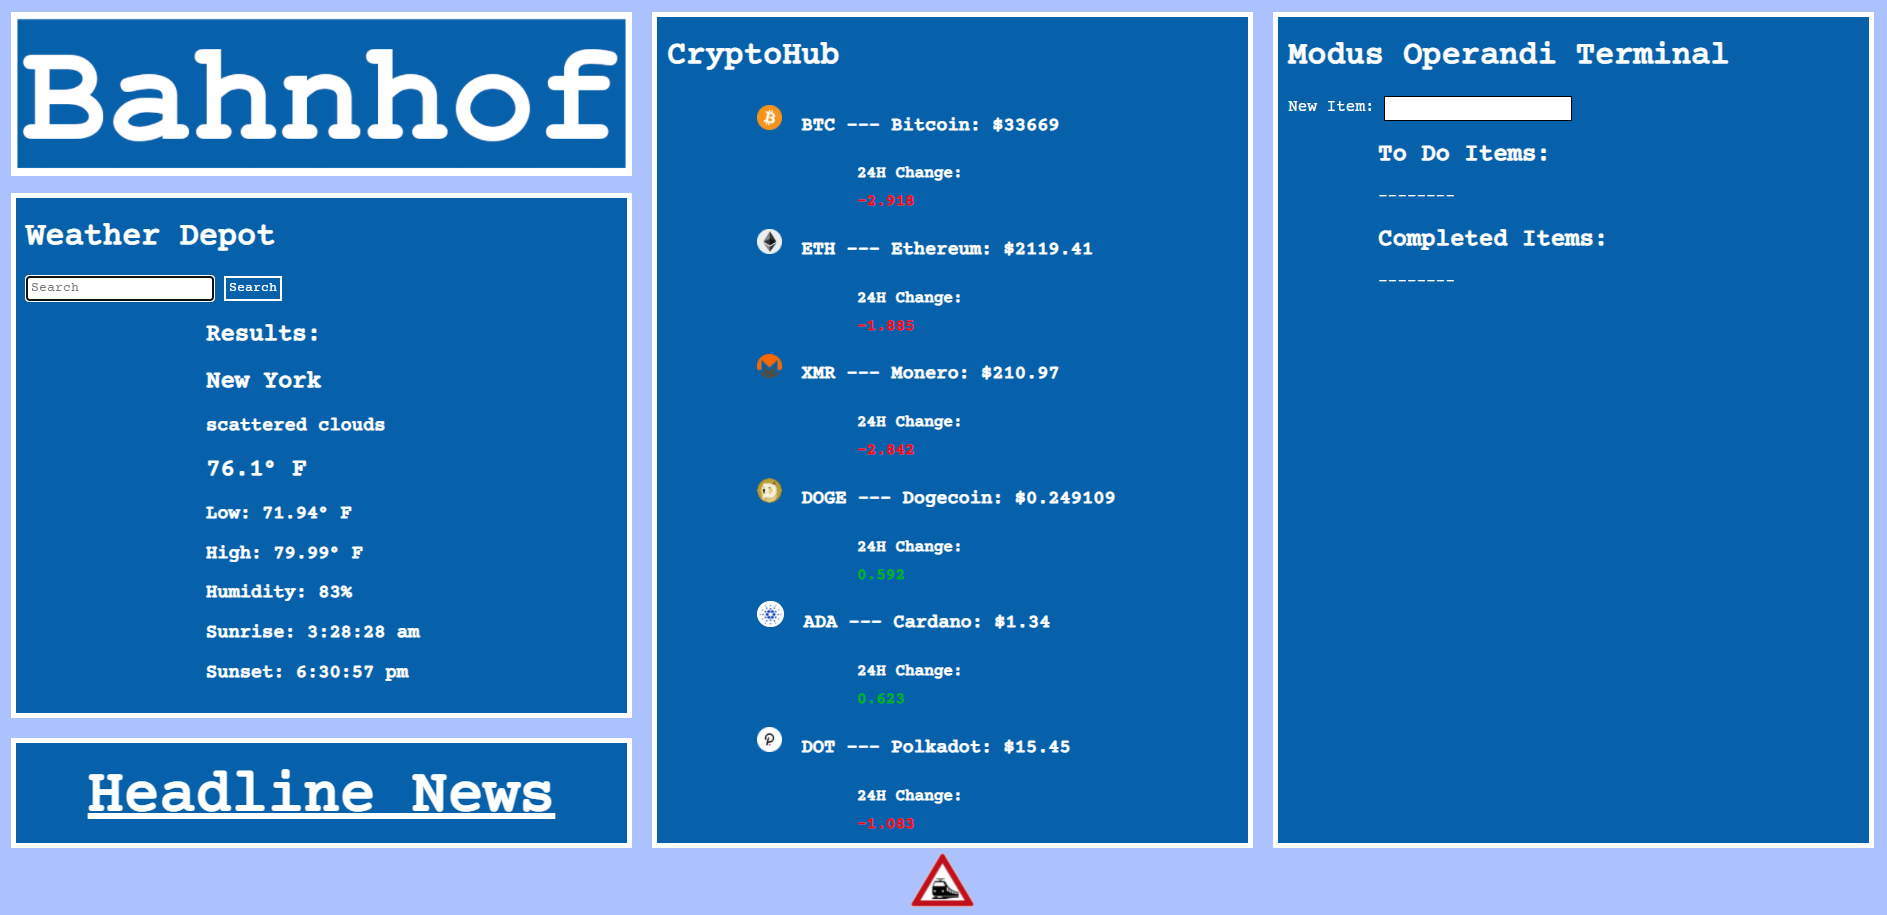 Bahnhof
Weather Depot
Search
Search
Results:
New York
scattered clouds
76.1° F
Low: 71.94° F
High: 79.99° F
Humidity: 83%
Sunrise: 3:28:28 am
Sunset: 6:30:57 pm
Headline News
CryptoHub
BTC --- Bitcoin: $33669
24H Change:
-2.918
ETH --- Ethereum: $2119.41
24H Change:
-1.885
XMR --- Monero: $210.97
24H Change:
-2.842
DOGE --- Dogecoin: $0.249109
24H Change:
0.592
ADA --- Cardano: $1.34
24H Change:
0.623
DOT --- Polkadot: $15.45
24H Change:
-1.083
Modus Operandi Terminal
New Item:
To Do Items:
--------
Completed Items:
--------